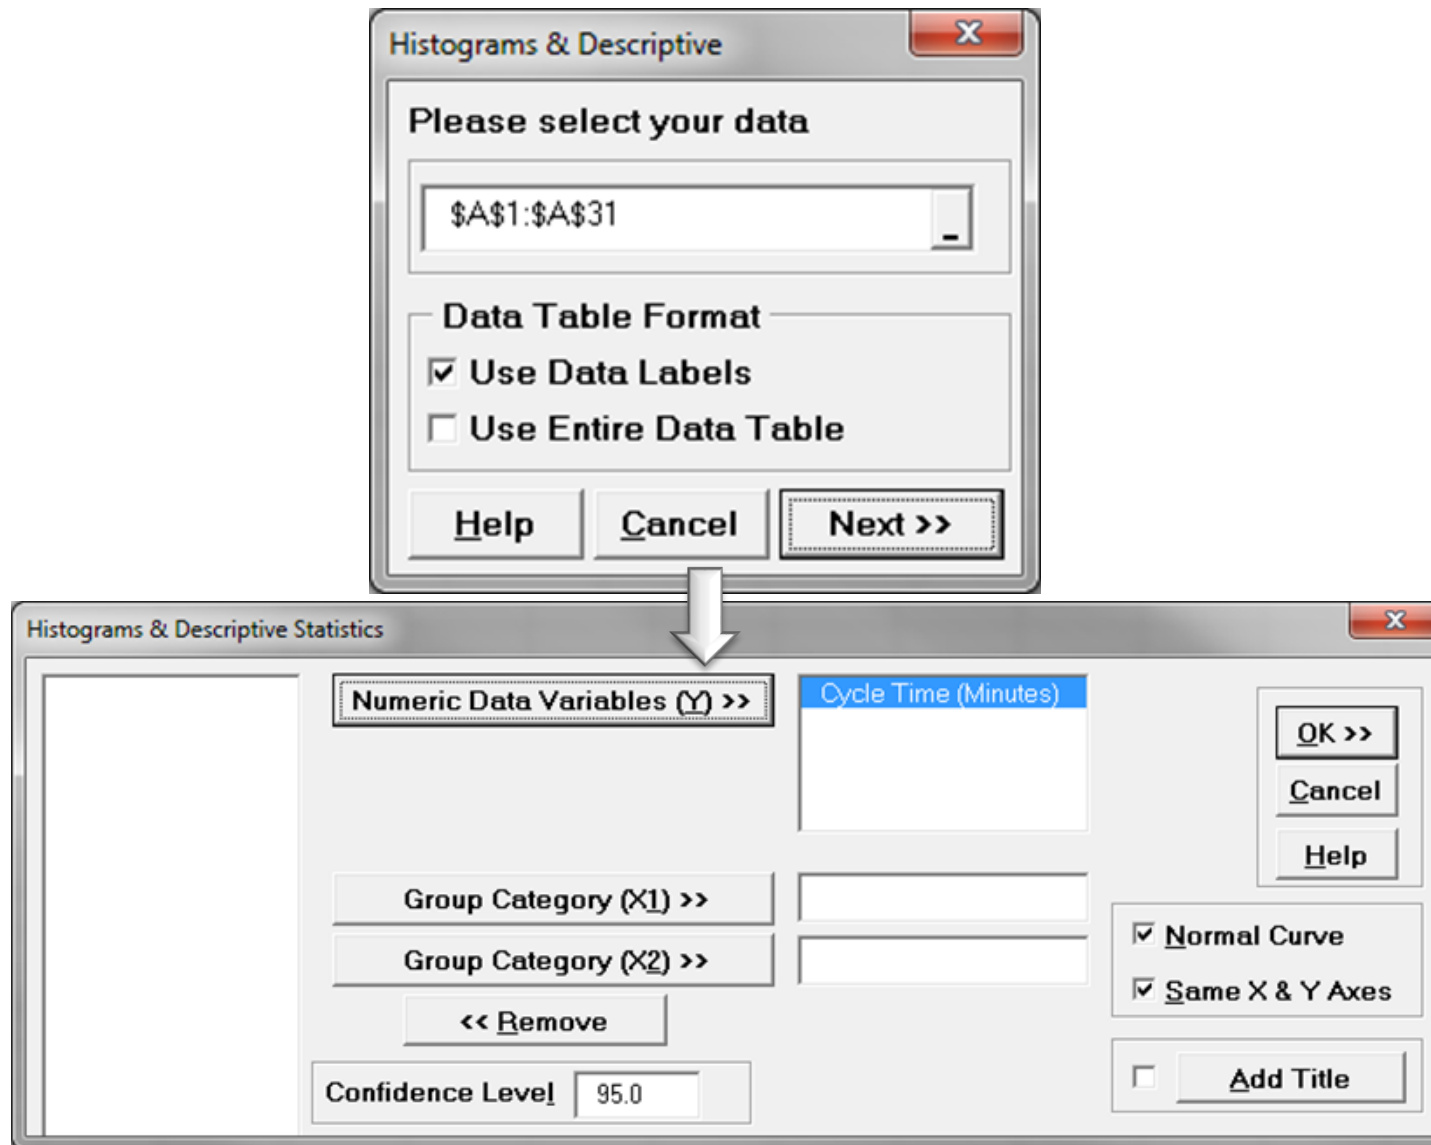 Histograms & Descriptive
Please select your data
$A$1:$A$31
Data Table Format
Use Data Labels
Use Entire Data Table
Help Cancel Next >>
Histograms & Descriptive Statistics
Numeric Data Variables (Y) >> Cycle Time (Minutes)
OK >>
Cancel
Help
Group Category (X1) >>
Group Category (X2) >>
Normal Curve
Same X & Y Axes
<< Remove
Confidence Level 95.0
Add Title